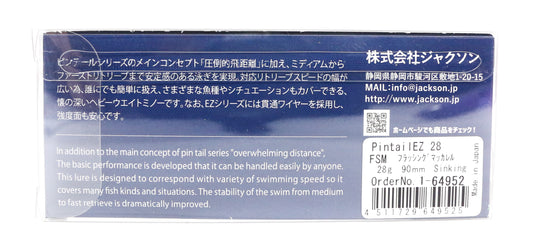 ピンテールシリーズのメインコンセプト「圧倒的飛距離」に加え、ミディアムから
ファーストリトリーブまで安定感のある泳ぎを実現。対応リトリーブスピードの幅が
広い為、誰にでも簡単に扱え、さまざまな魚種やシチュエーションもカバーできる、
懐の深いヘビーウエイトミノーです。なお、EZシリーズには貫通ワイヤーを採用し、
強度面も安心です。
In addition to the main concept of pin tail series "overwhelming distance",
The basic performance is developed that it can be handled easily by anyone.
This lure is designed to correspond with variety of swimming speed so it
covers many fish kinds and situations. The stability of the swim from medium
to fast retrieve is dramatically improved.
株式会社ジャクソン
静岡県静岡市駿河区敷地1-20-15
MAIL:info@jackson.jp
http://www.jackson.jp
ホームページでも商品をチェック!
PintailEZ 28
FSM フラッシングマッカレル
28g 90mm Sinking
OrderNo. 1-64952
4 511729 649525
Made in Japan